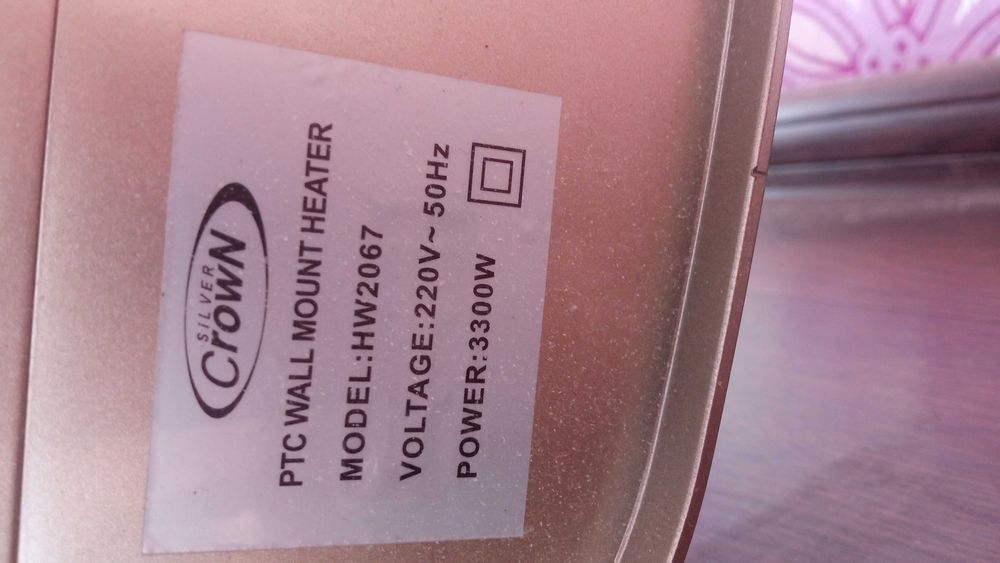 SILVER
CrowN
PTC WALL MOUNT HEATER
MODEL:HW2067
VOLTAGE:220V~50Hz
POWER:3300W